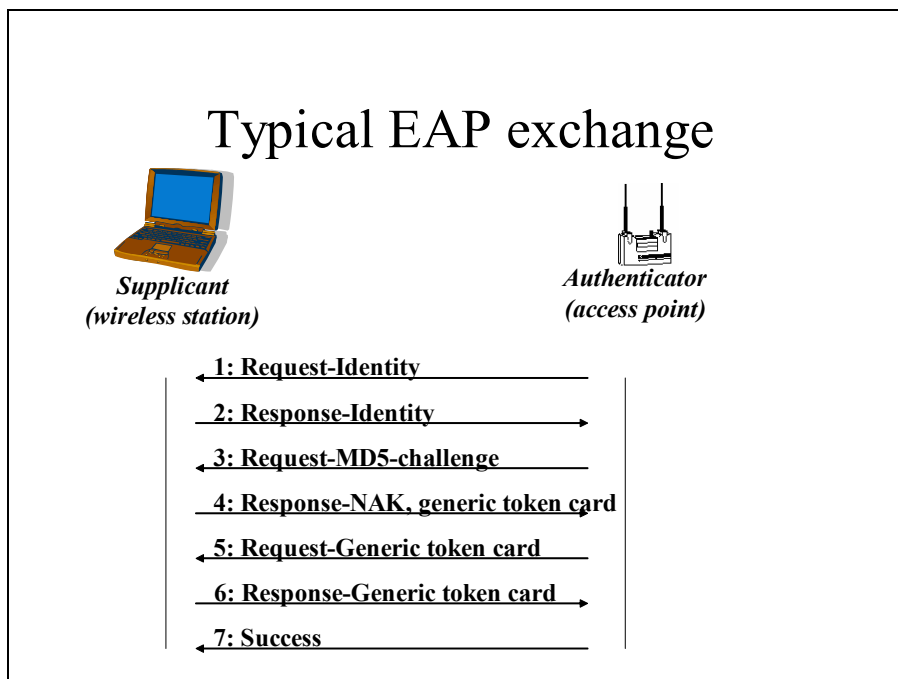 Typical EAP exchange
Supplicant
(wireless station)
Authenticator
(access point)
1: Request-Identity
2: Response-Identity
3: Request-MD5-challenge
4: Response-NAK, generic token card
5: Request-Generic token card
6: Response-Generic token card
7: Success